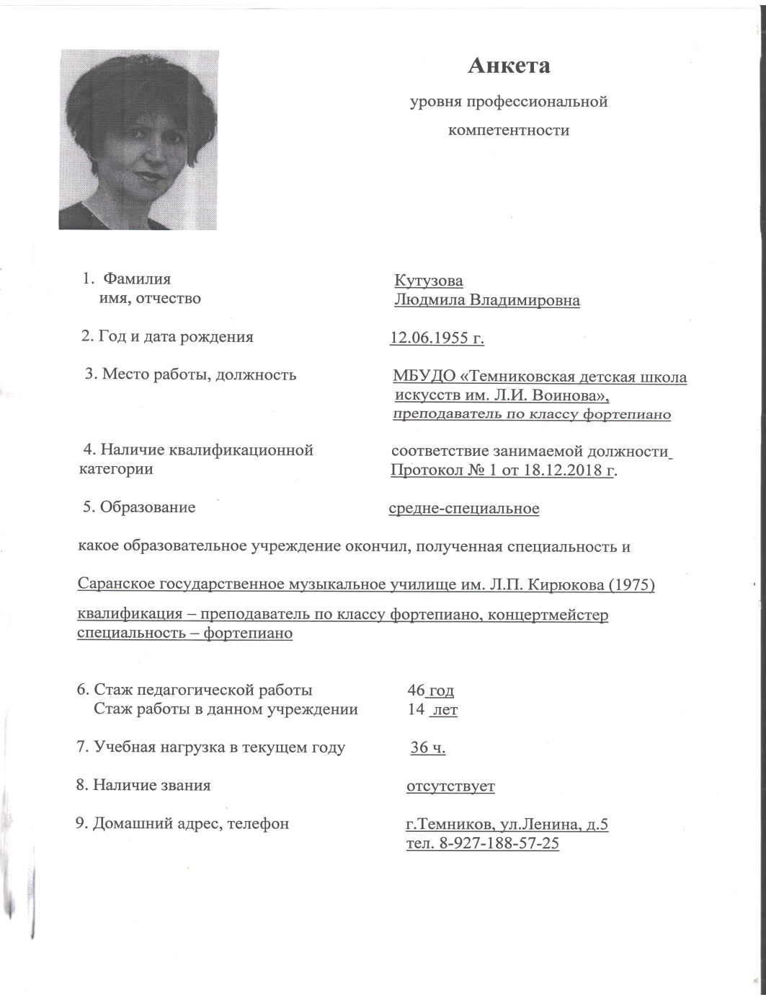 Анкета
уровня профессиональной
компетентности
1. Фамилия Кутузова
имя, отчество Людмила Владимировна
2. Год и дата рождения 12.06.1955 г.
3. Место работы, должность МБУДО «Темниковская детская школа
искусств им. Л.И. Воинова»,
преподаватель по классу фортепиано
4. Наличие квалификационной соответствие занимаемой должности
категории Протокол № 1 от 18.12.2018 г.
5. Образование средне-специальное
какое образовательное учреждение окончил, полученная специальность и
Саранское государственное музыкальное училище им. Л.П. Кирюкова (1975)
квалификация – преподаватель по классу фортепиано, концертмейстер
специальность – фортепиано
6. Стаж педагогической работы 46 год
Стаж работы в данном учреждении 14 лет
7. Учебная нагрузка в текущем году 36 ч.
8. Наличие звания отсутствует
9. Домашний адрес, телефон г.Темников, ул.Ленина, д.5
тел. 8-927-188-57-25